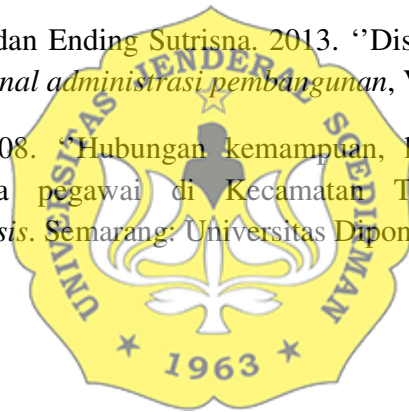 dan Ending Sutrisna. 2013. ‘’Dis
nal administrasi pembangunan, V
08. ‘’Hubungan kemampuan,
a pegawai di Kecamatan T
sis. Semarang: Universitas Dipon
UNIVERSITAS JENDERAL SOEDIRMAN
1963